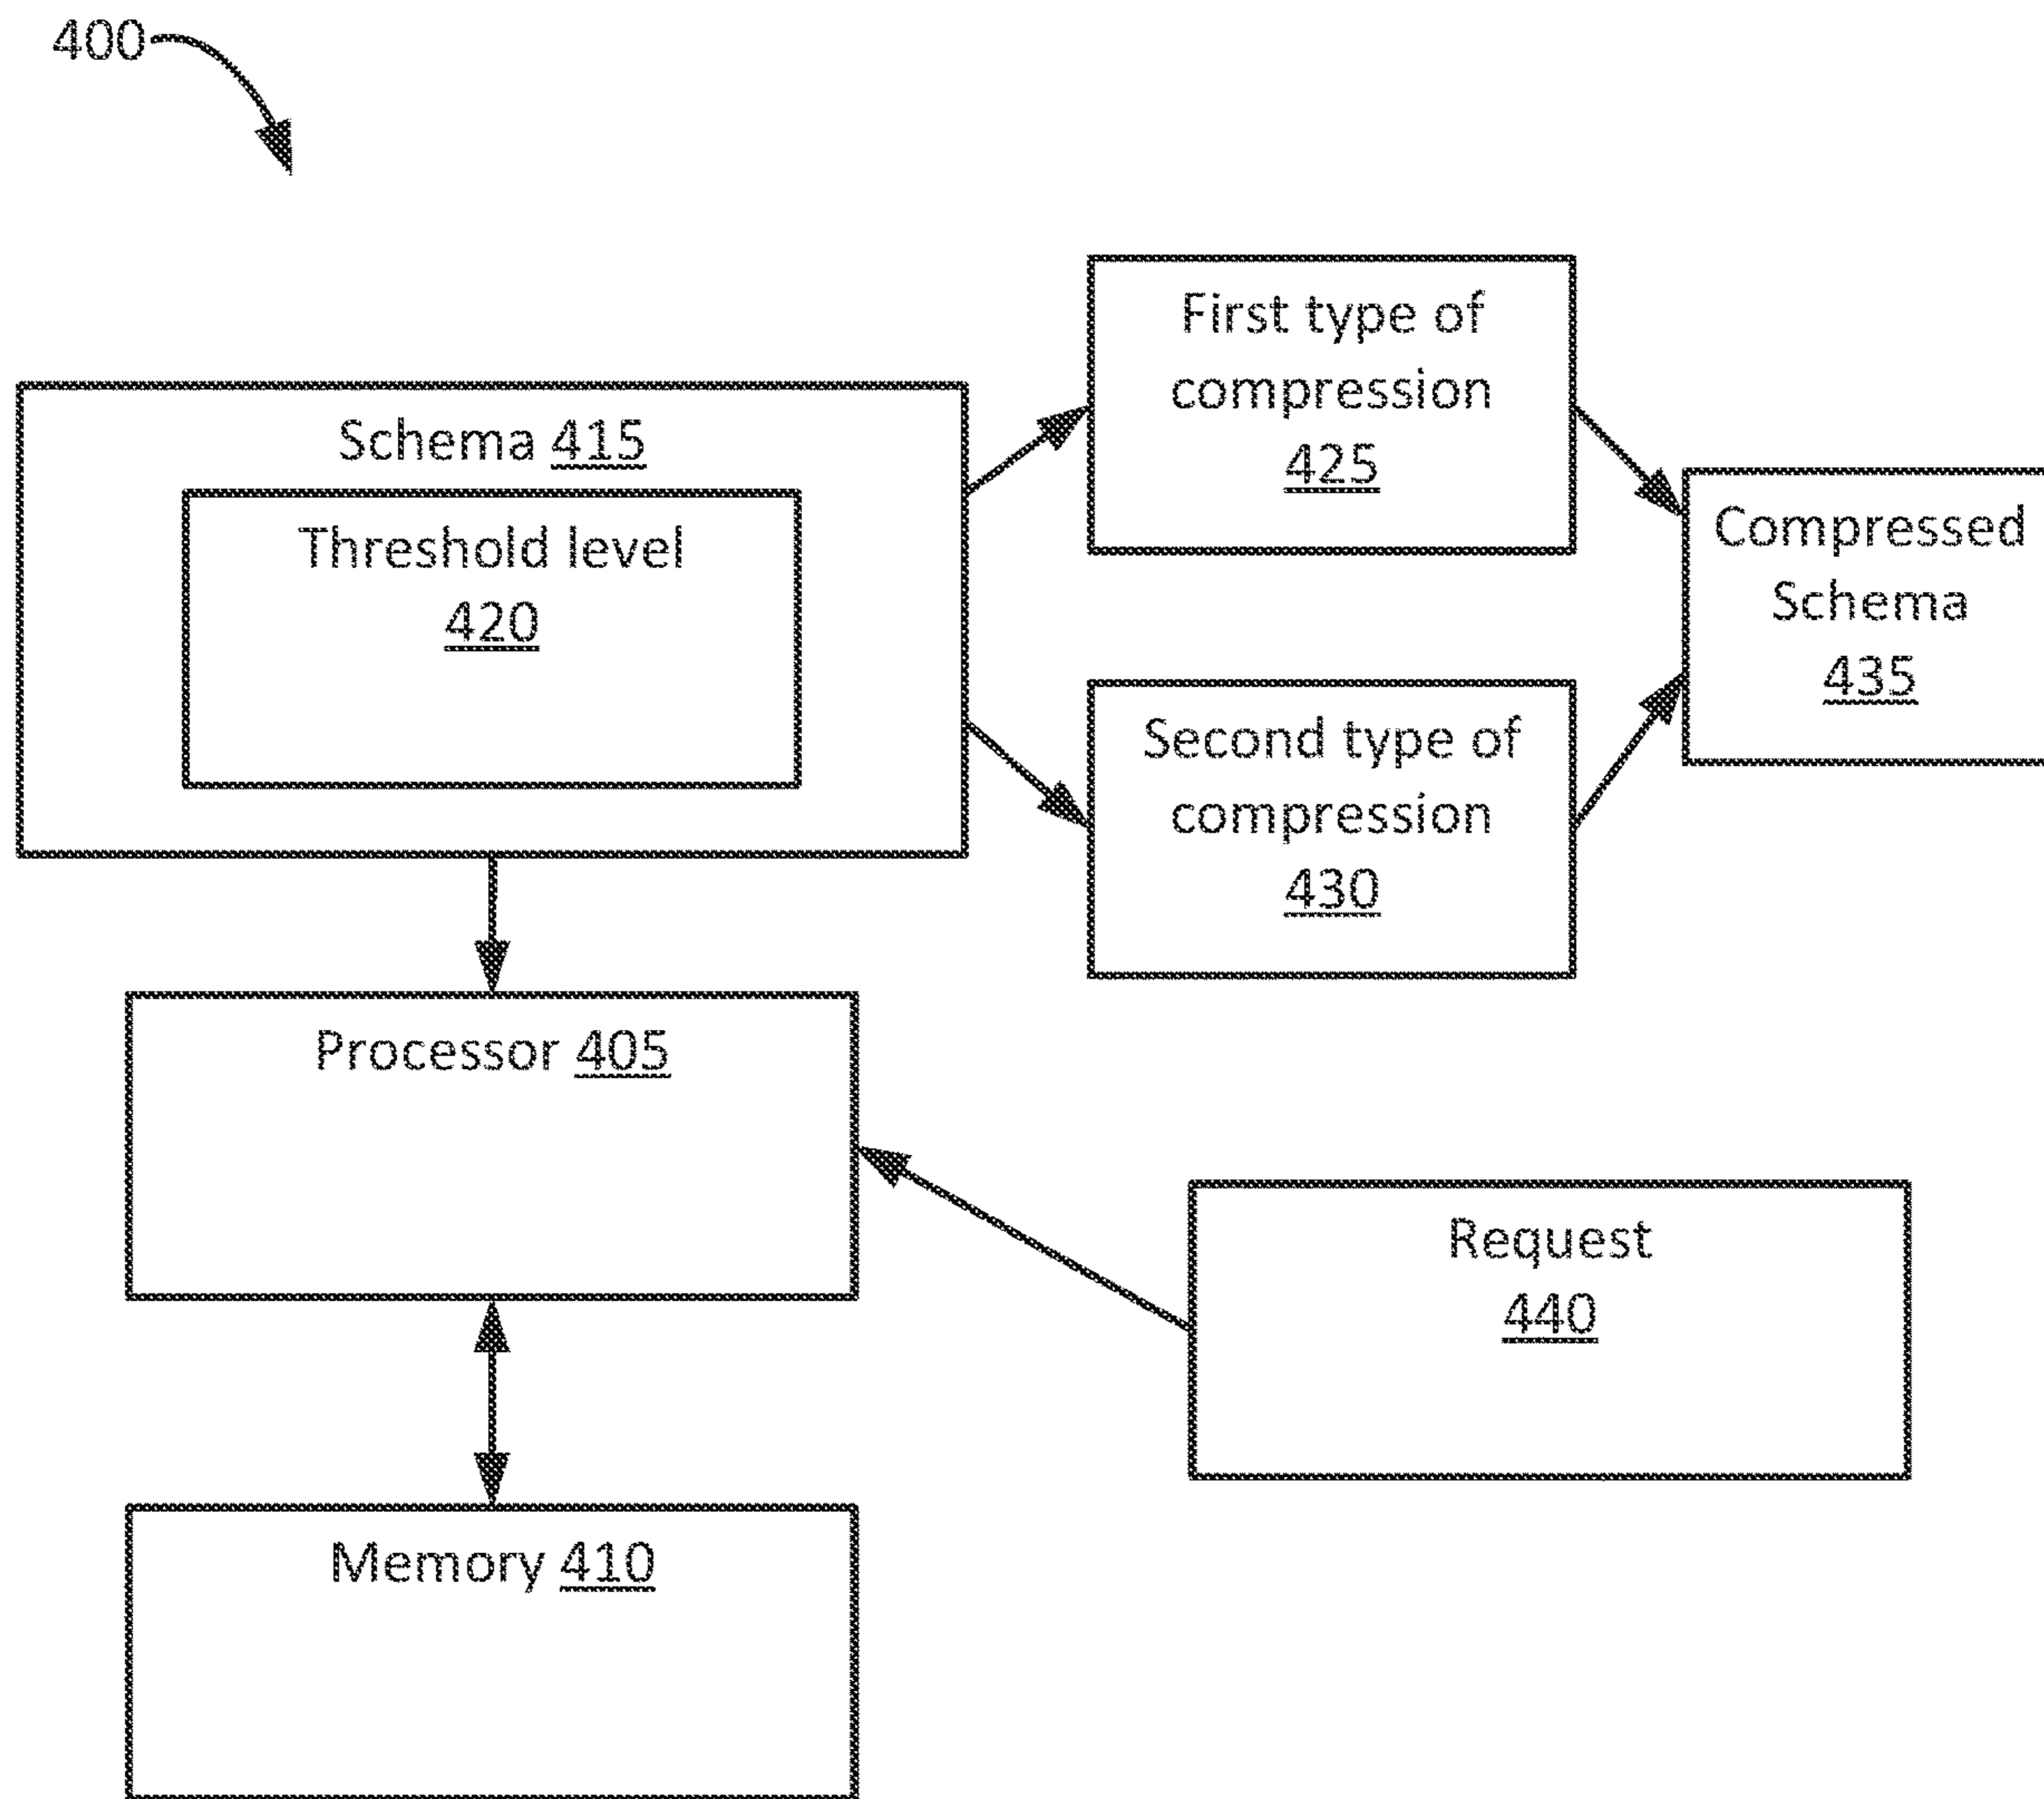 400
First type of
compression
425
Schema 415
Threshold level
420
Compressed
Schema
435
Second type of
compression
430
Processor 405
Request
440
Memory 410